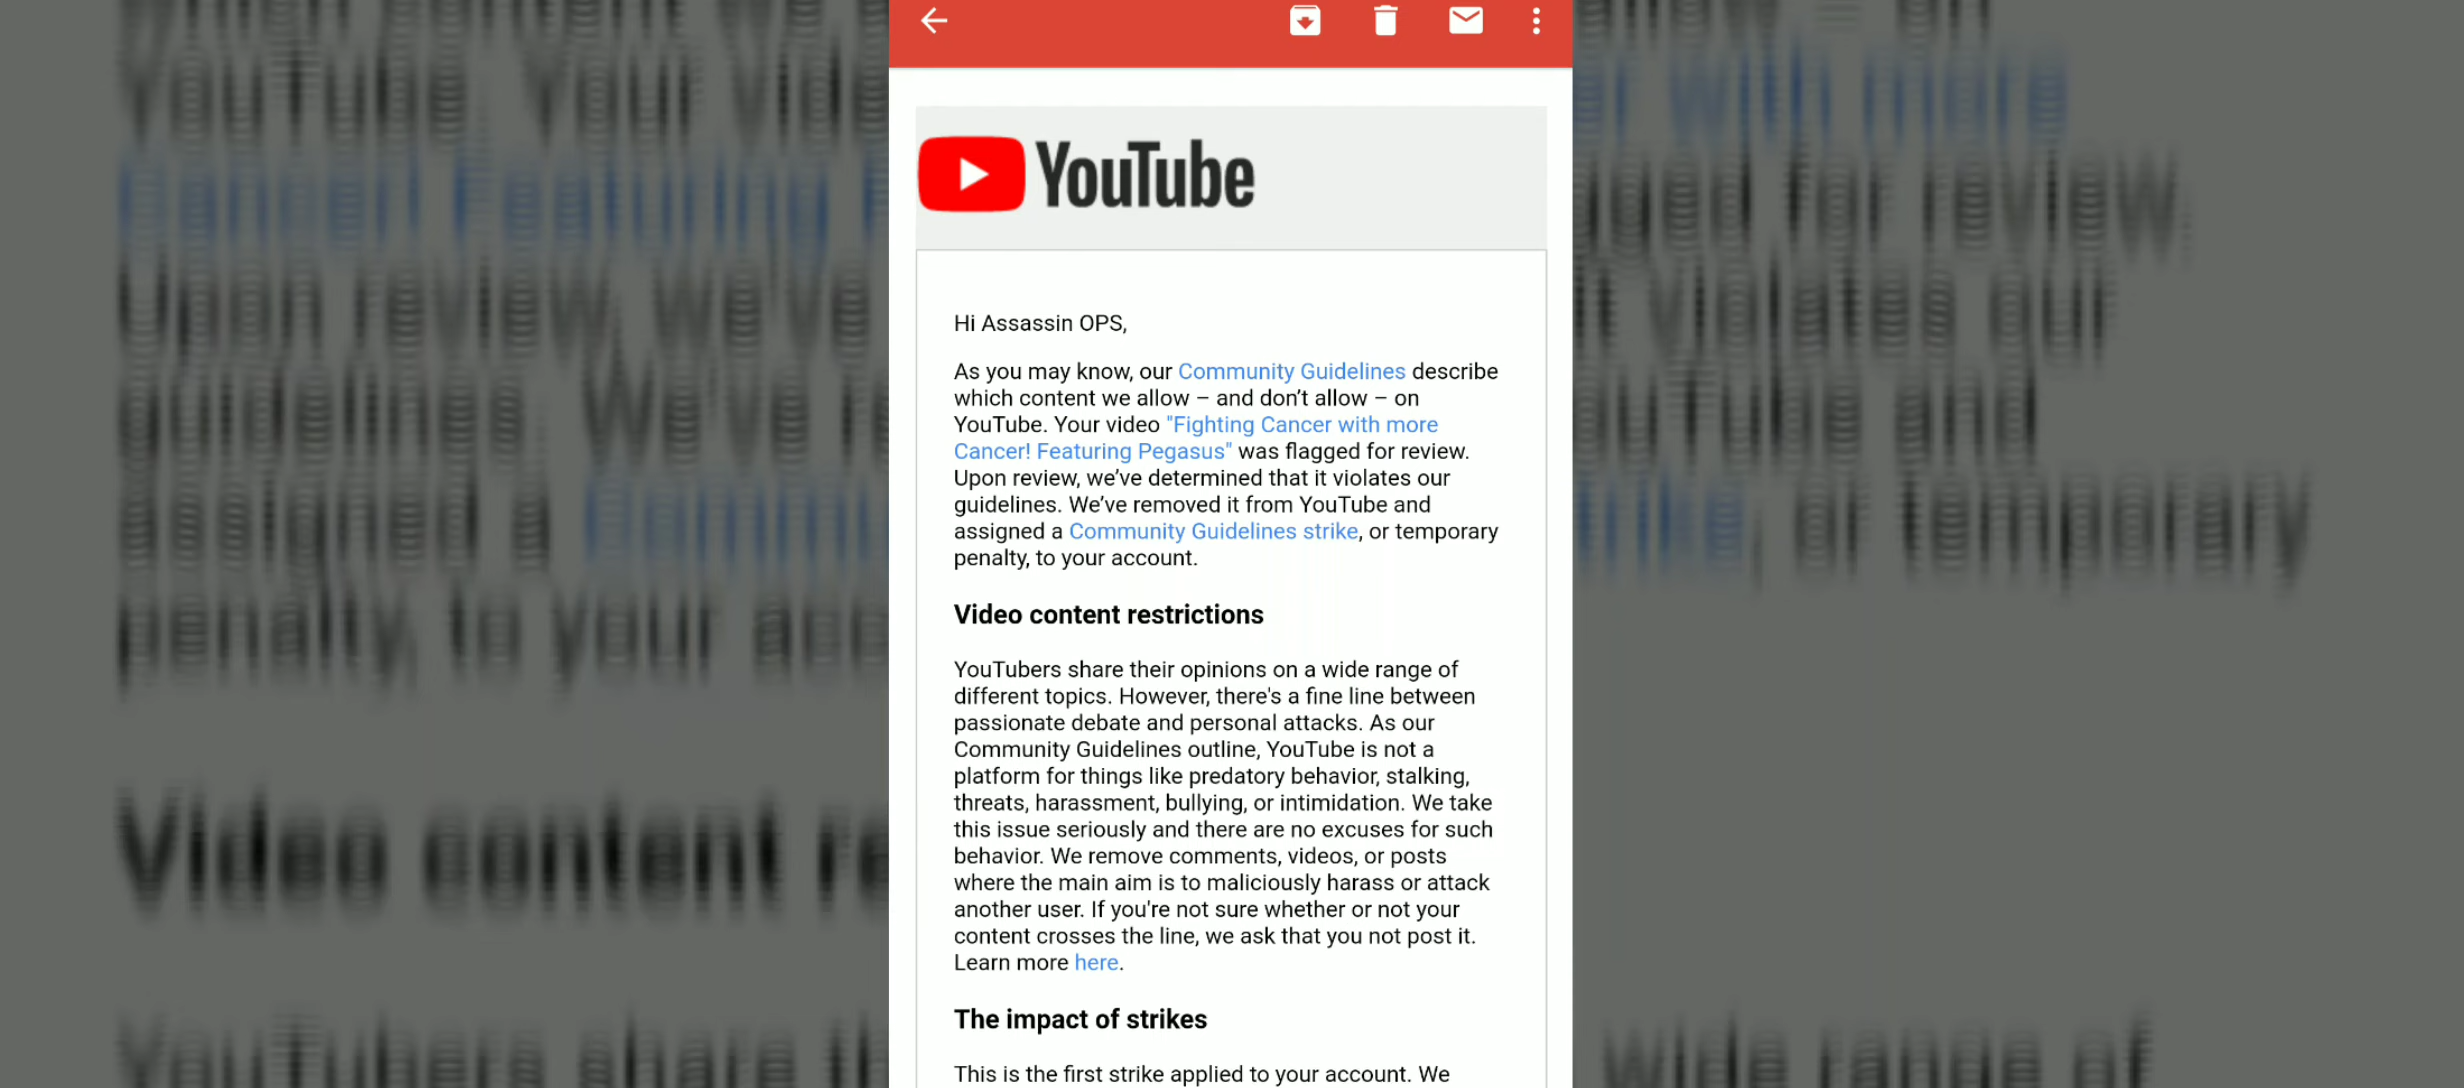 YouTube
Hi Assassin OPS,
As you may know, our Community Guidelines describe
which content we allow – and don’t allow – on
YouTube. Your video "Fighting Cancer with more
Cancer! Featuring Pegasus" was flagged for review.
Upon review, we’ve determined that it violates our
guidelines. We’ve removed it from YouTube and
assigned a Community Guidelines strike, or temporary
penalty, to your account.
Video content restrictions
YouTubers share their opinions on a wide range of
different topics. However, there's a fine line between
passionate debate and personal attacks. As our
Community Guidelines outline, YouTube is not a
platform for things like predatory behavior, stalking,
threats, harassment, bullying, or intimidation. We take
this issue seriously and there are no excuses for such
behavior. We remove comments, videos, or posts
where the main aim is to maliciously harass or attack
another user. If you're not sure whether or not your
content crosses the line, we ask that you not post it.
Learn more here.
The impact of strikes
This is the first strike applied to your account. We